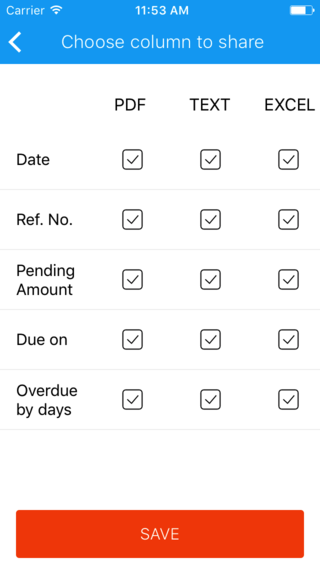 Carrier 11:53 AM
Choose column to share
PDF TEXT EXCEL
Date
Ref. No.
Pending
Amount
Due on
Overdue
by days
SAVE